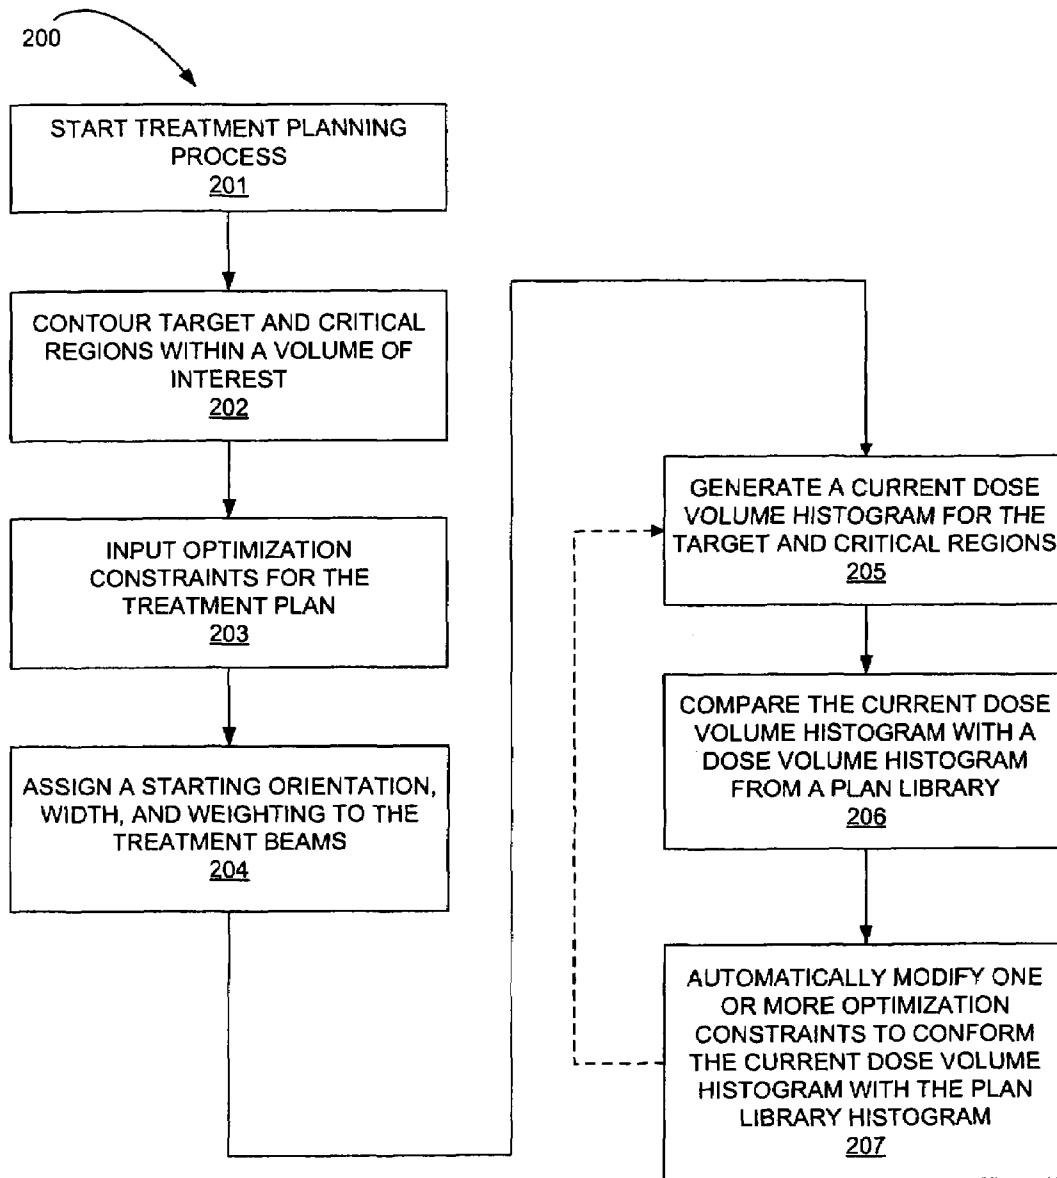 200
START TREATMENT PLANNING
PROCESS
201
CONTOUR TARGET AND CRITICAL
REGIONS WITHIN A VOLUME OF
INTEREST
202
INPUT OPTIMIZATION
CONSTRAINTS FOR THE
TREATMENT PLAN
203
ASSIGN A STARTING ORIENTATION,
WIDTH, AND WEIGHTING TO THE
TREATMENT BEAMS
204
GENERATE A CURRENT DOSE
VOLUME HISTOGRAM FOR THE
TARGET AND CRITICAL REGIONS
205
COMPARE THE CURRENT DOSE
VOLUME HISTOGRAM WITH A
DOSE VOLUME HISTOGRAM
FROM A PLAN LIBRARY
206
AUTOMATICALLY MODIFY ONE
OR MORE OPTIMIZATION
CONSTRAINTS TO CONFORM
THE CURRENT DOSE VOLUME
HISTOGRAM WITH THE PLAN
LIBRARY HISTOGRAM
207